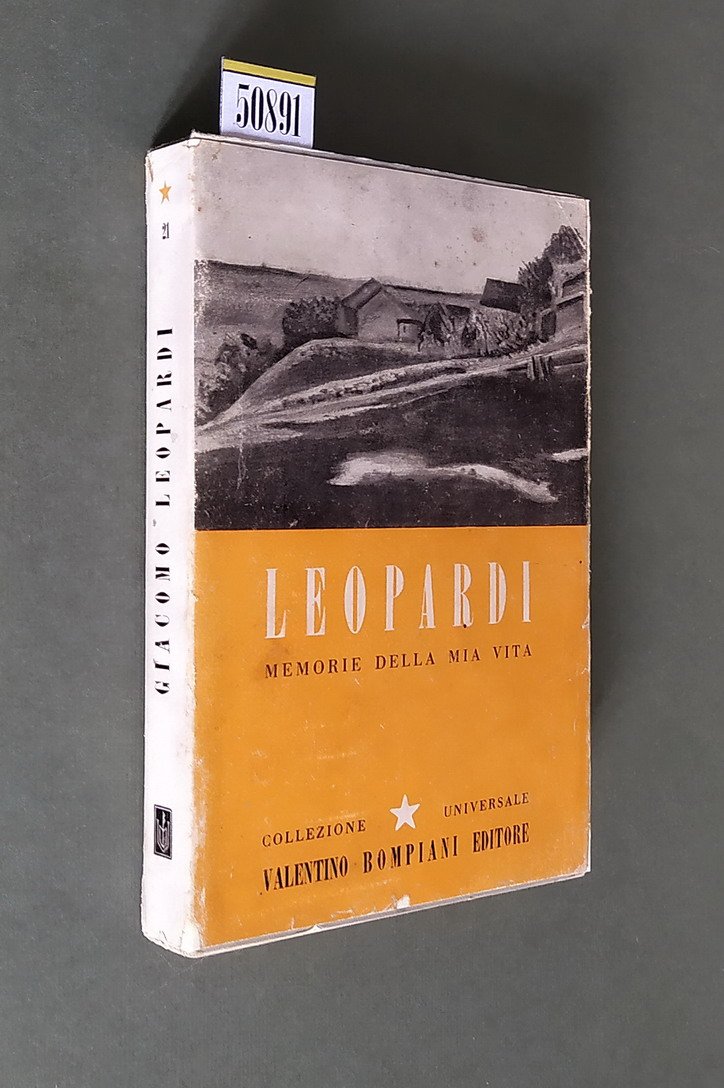 50891
21
GIACOMO LEOPARDI
LEOPARDI
MEMORIE DELLA MIA VITA
COLLEZIONE UNIVERSALE
VALENTINO BOMPIANI EDITORE